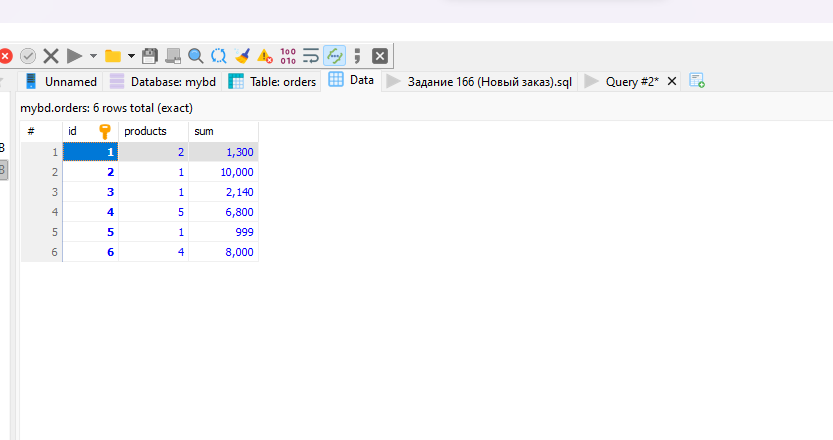 Unnamed Database: mybd Table: orders Data Задание 166 (Новый заказ).sql Query #2*
mybd.orders: 6 rows total (exact)
# id products sum
1 1 2 1,300
2 2 1 10,000
3 3 1 2,140
4 4 5 6,800
5 5 1 999
6 6 4 8,000